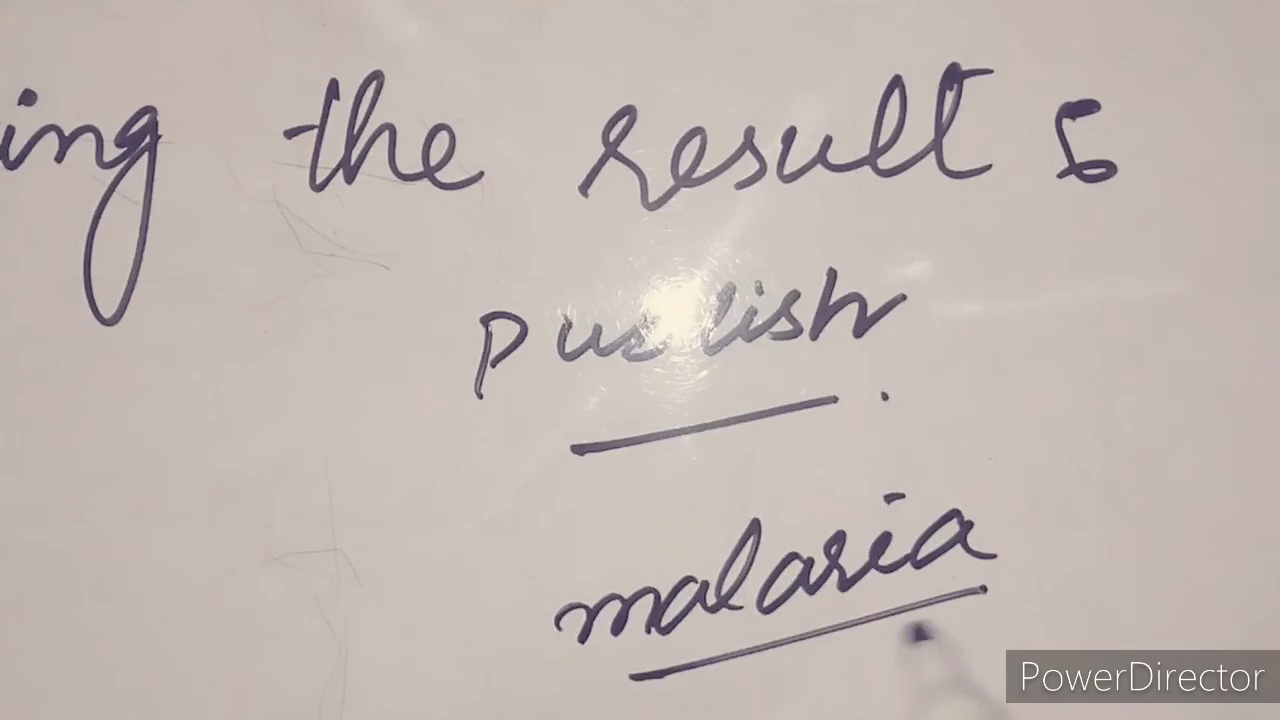 ing the result &
publish.
malaria
PowerDirector